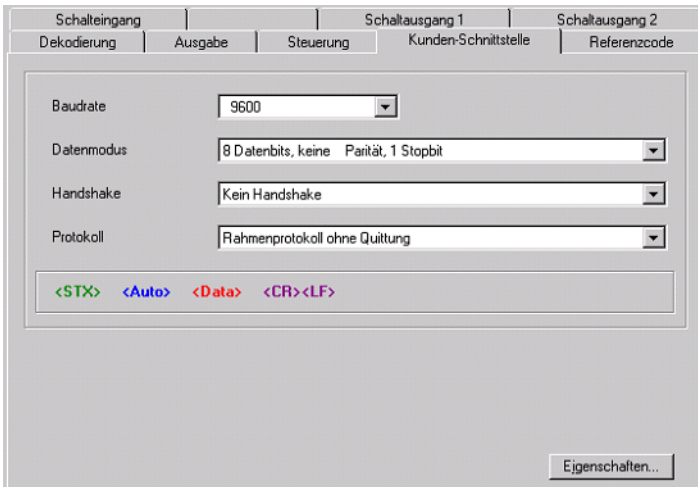 Schalteingang Schaltausgang 1 Schaltausgang 2
Dekodierung Ausgabe Steuerung Kunden-Schnittstelle Referenzcode
Baudrate 9600
Datenmodus 8 Datenbits, keine Parität, 1 Stopbit
Handshake Kein Handshake
Protokoll Rahmenprotokoll ohne Quittung
<STX> <Auto> <Data> <CR><LF>
Eigenschaften...